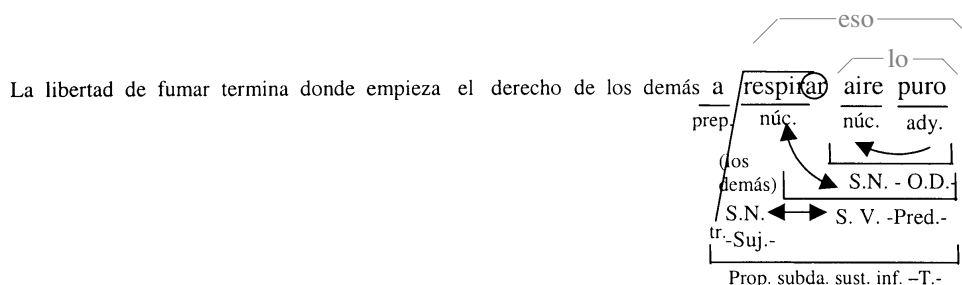 eso
lo
La libertad de fumar termina donde empieza el derecho de los demás a respirar aire puro
prep. núc. núc. ady.
(los
demás) S.N. - O.D.-
S.N. S. V. -Pred.-
tr. -Suj.-
Prop. subda. sust. inf. –T.-